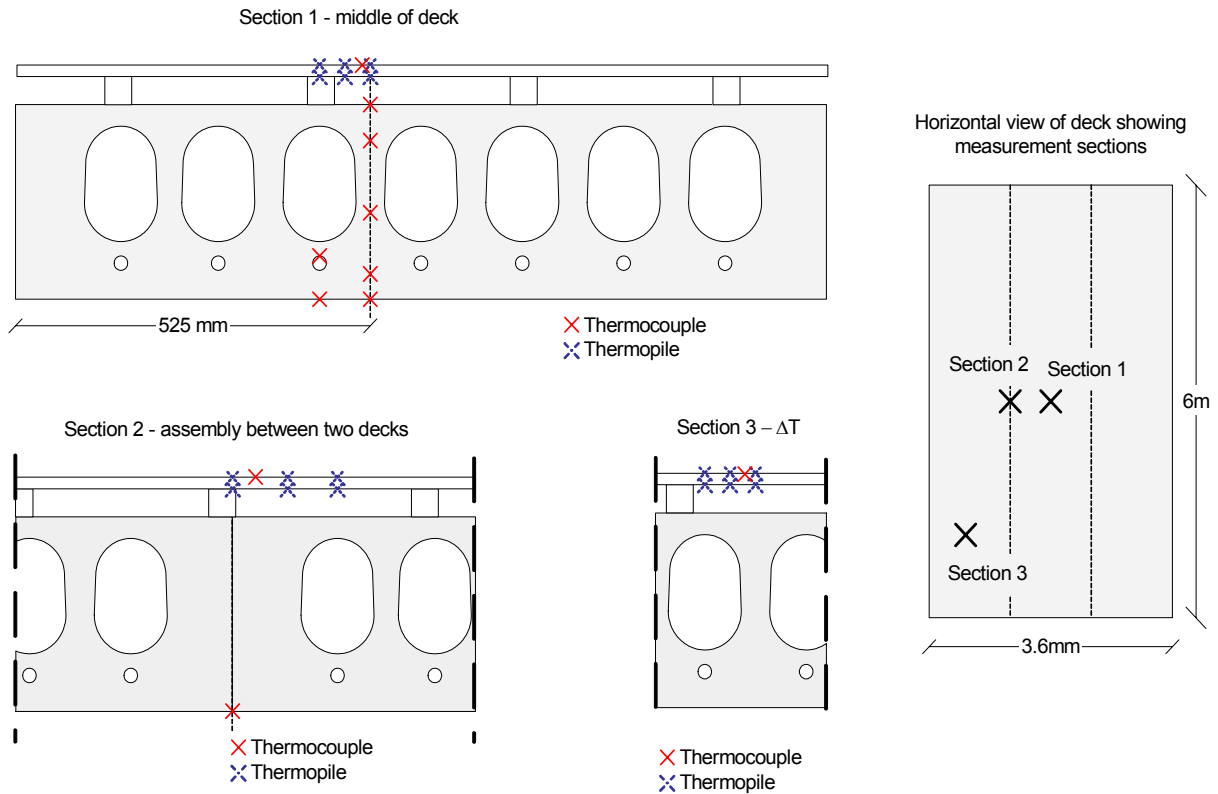 Section 1 - middle of deck
525 mm
Thermocouple
Thermopile
Horizontal view of deck showing
measurement sections
Section 2
Section 1
6m
Section 3
3.6mm
Section 2 - assembly between two decks
Thermocouple
Thermopile
Section 3 – ΔT
Thermocouple
Thermopile